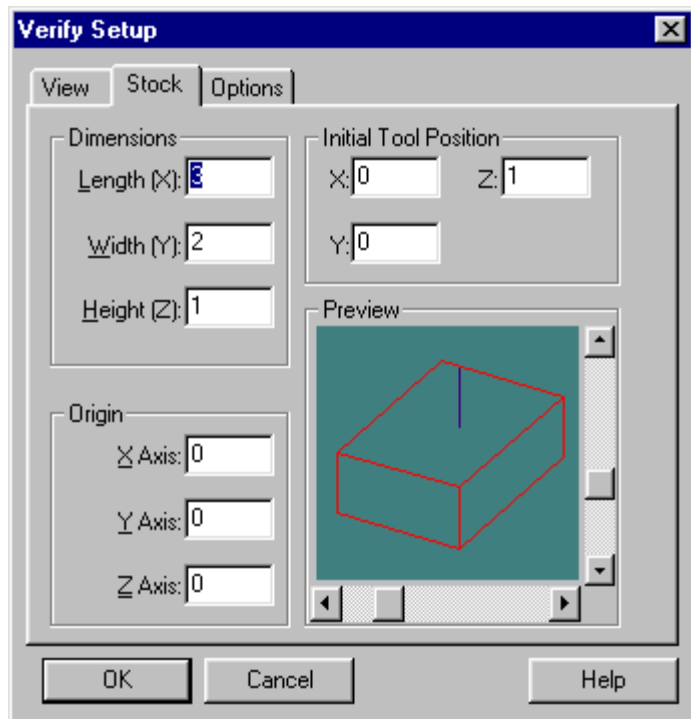 Verify Setup
View Stock Options
Dimensions
Length (X): 3
Width (Y): 2
Height (Z): 1
Initial Tool Position
X: 0 Z: 1
Y: 0
Origin
X Axis: 0
Y Axis: 0
Z Axis: 0
Preview
OK Cancel Help